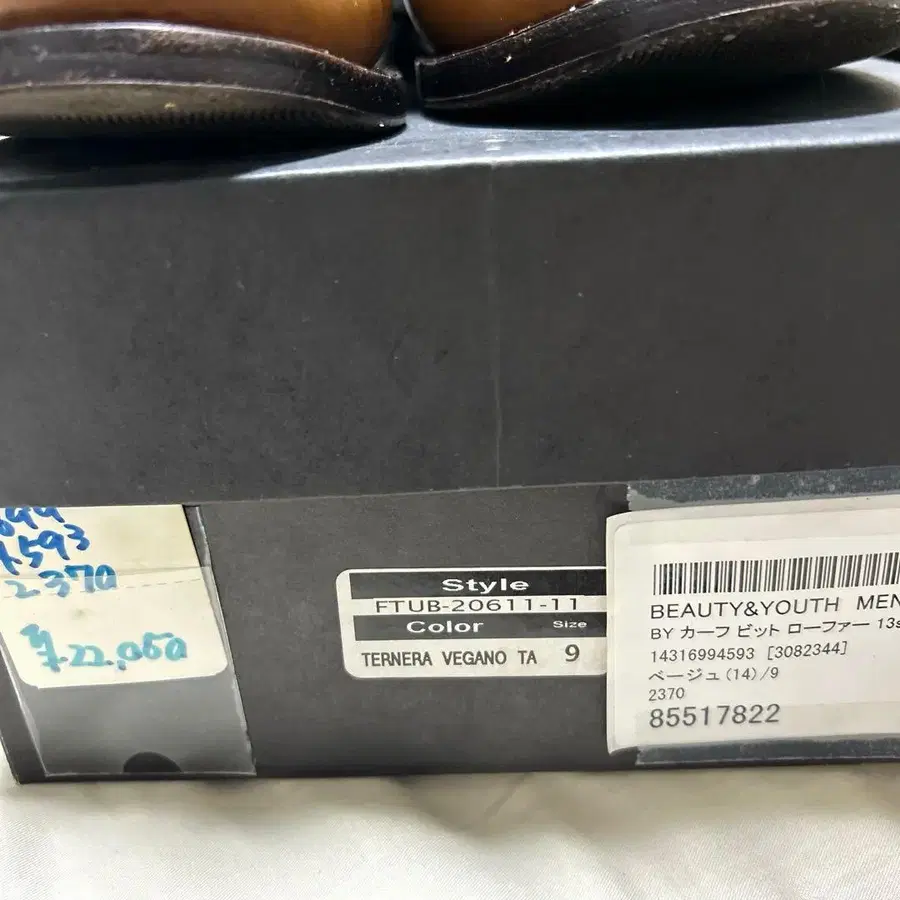 593
2370
¥22,050
Style
FTUB-20611-11
Color Size
TERNERA VEGANO TA 9
BEAUTY&YOUTH MEN
BY カーフ ビット ローファー 13s
14316994593 [3082344]
ベージュ(14)/9
2370
85517822